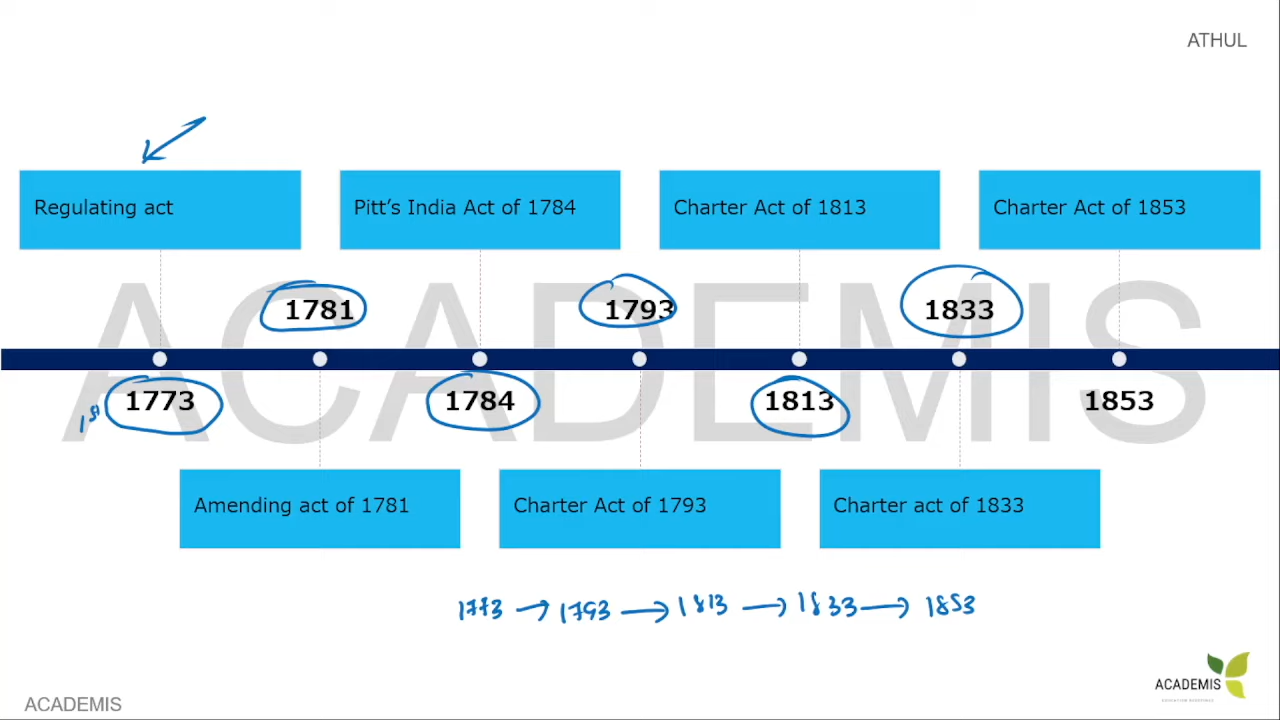 ATHUL
Regulating act
Pitt’s India Act of 1784
Charter Act of 1813
Charter Act of 1853
ACADEMIS
1781
1793
1833
1773
1784
1813
1853
Amending act of 1781
Charter Act of 1793
Charter act of 1833
1773 → 1793 → 1813 → 1833 → 1853
ACADEMIS
ACADEMIS